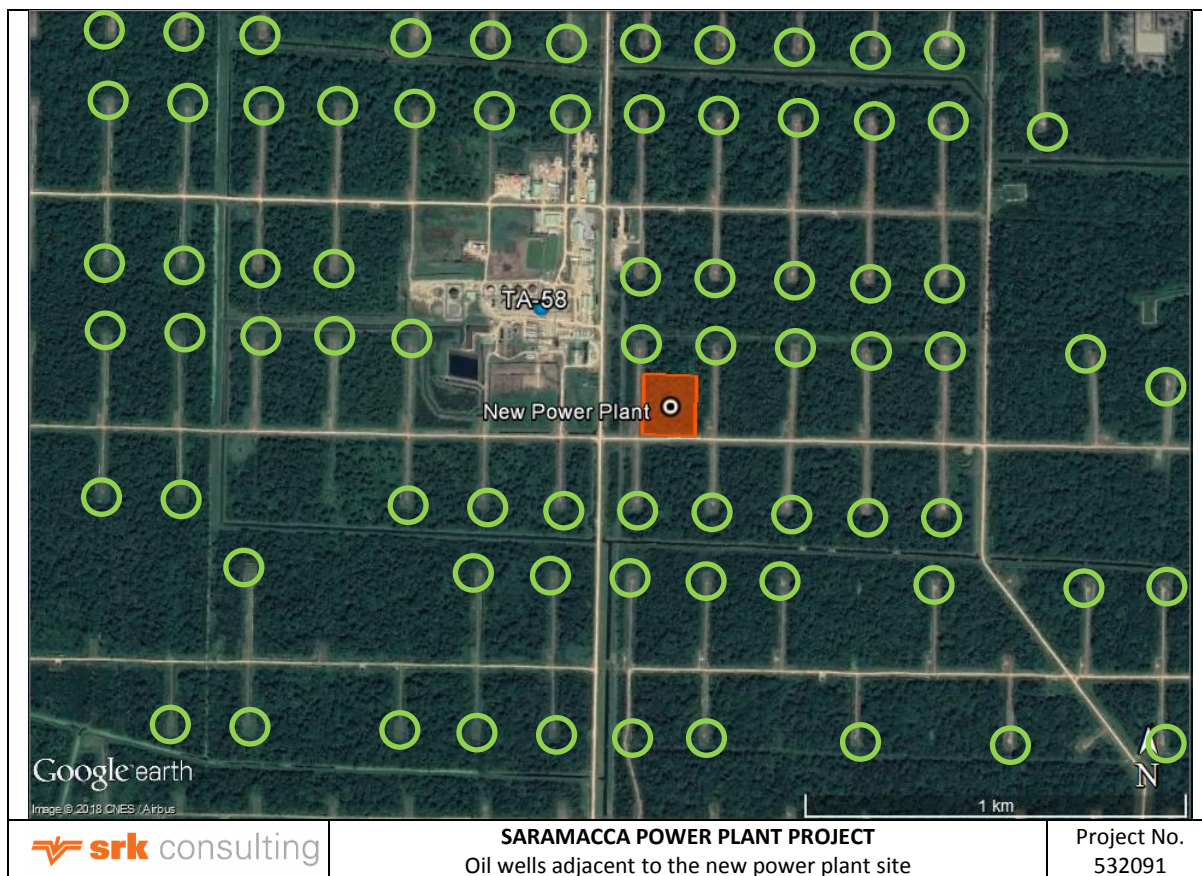 TA-58
New Power Plant
Google earth
Image © 2018 CNES / Airbus
N
1 km
srk consulting
SARAMACCA POWER PLANT PROJECT
Oil wells adjacent to the new power plant site
Project No.
532091